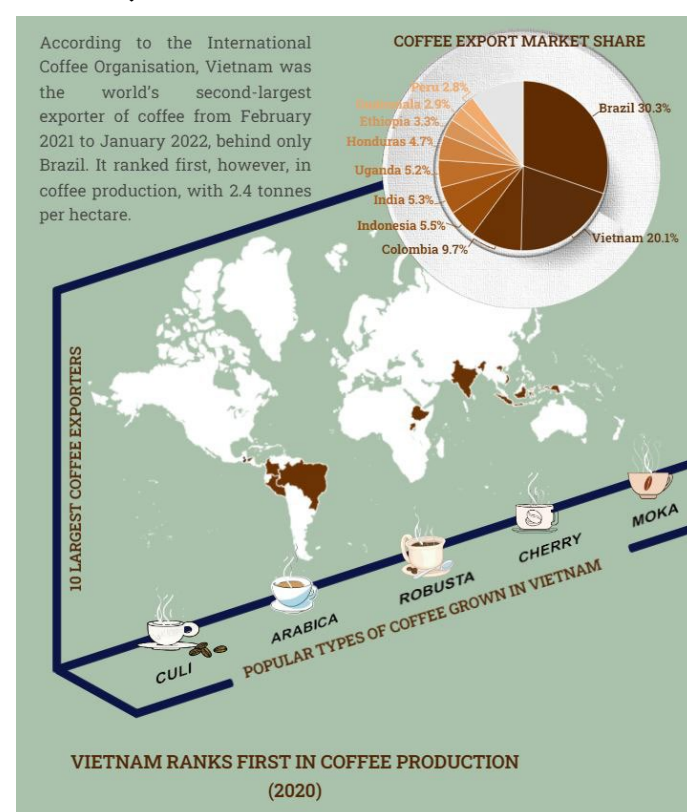 According to the International
Coffee Organisation, Vietnam was
the world's second-largest
exporter of coffee from February
2021 to January 2022, behind only
Brazil. It ranked first, however, in
coffee production, with 2.4 tonnes
per hectare.
COFFEE EXPORT MARKET SHARE
Peru 2.8%
Guatemala 2.9%
Ethiopia 3.3%
Honduras 4.7%
Uganda 5.2%
India 5.3%
Indonesia 5.5%
Colombia 9.7%
Brazil 30.3%
Vietnam 20.1%
10 LARGEST COFFEE EXPORTERS
CULI
ARABICA
ROBUSTA
CHERRY
MOKA
POPULAR TYPES OF COFFEE GROWN IN VIETNAM
VIETNAM RANKS FIRST IN COFFEE PRODUCTION
(2020)